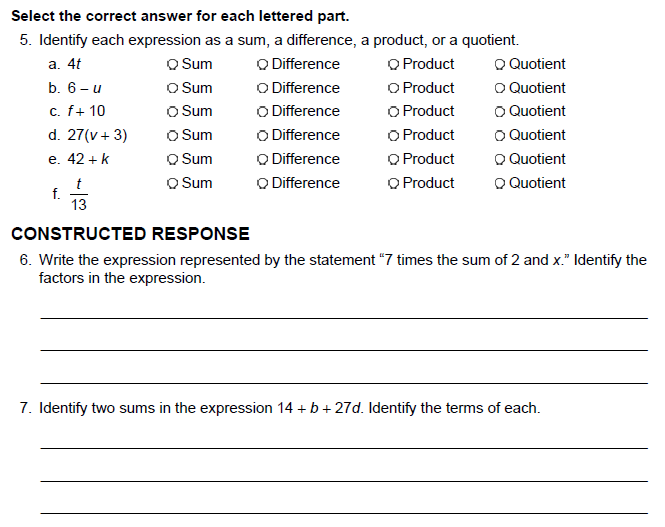 Select the correct answer for each lettered part.
5. Identify each expression as a sum, a difference, a product, or a quotient.
a. 4t Sum Difference Product Quotient
b. 6 – u Sum Difference Product Quotient
c. f + 10 Sum Difference Product Quotient
d. 27(v + 3) Sum Difference Product Quotient
e. 42 + k Sum Difference Product Quotient
f. t/13 Sum Difference Product Quotient
CONSTRUCTED RESPONSE
6. Write the expression represented by the statement “7 times the sum of 2 and x.” Identify the
factors in the expression.
7. Identify two sums in the expression 14 + b + 27d. Identify the terms of each.